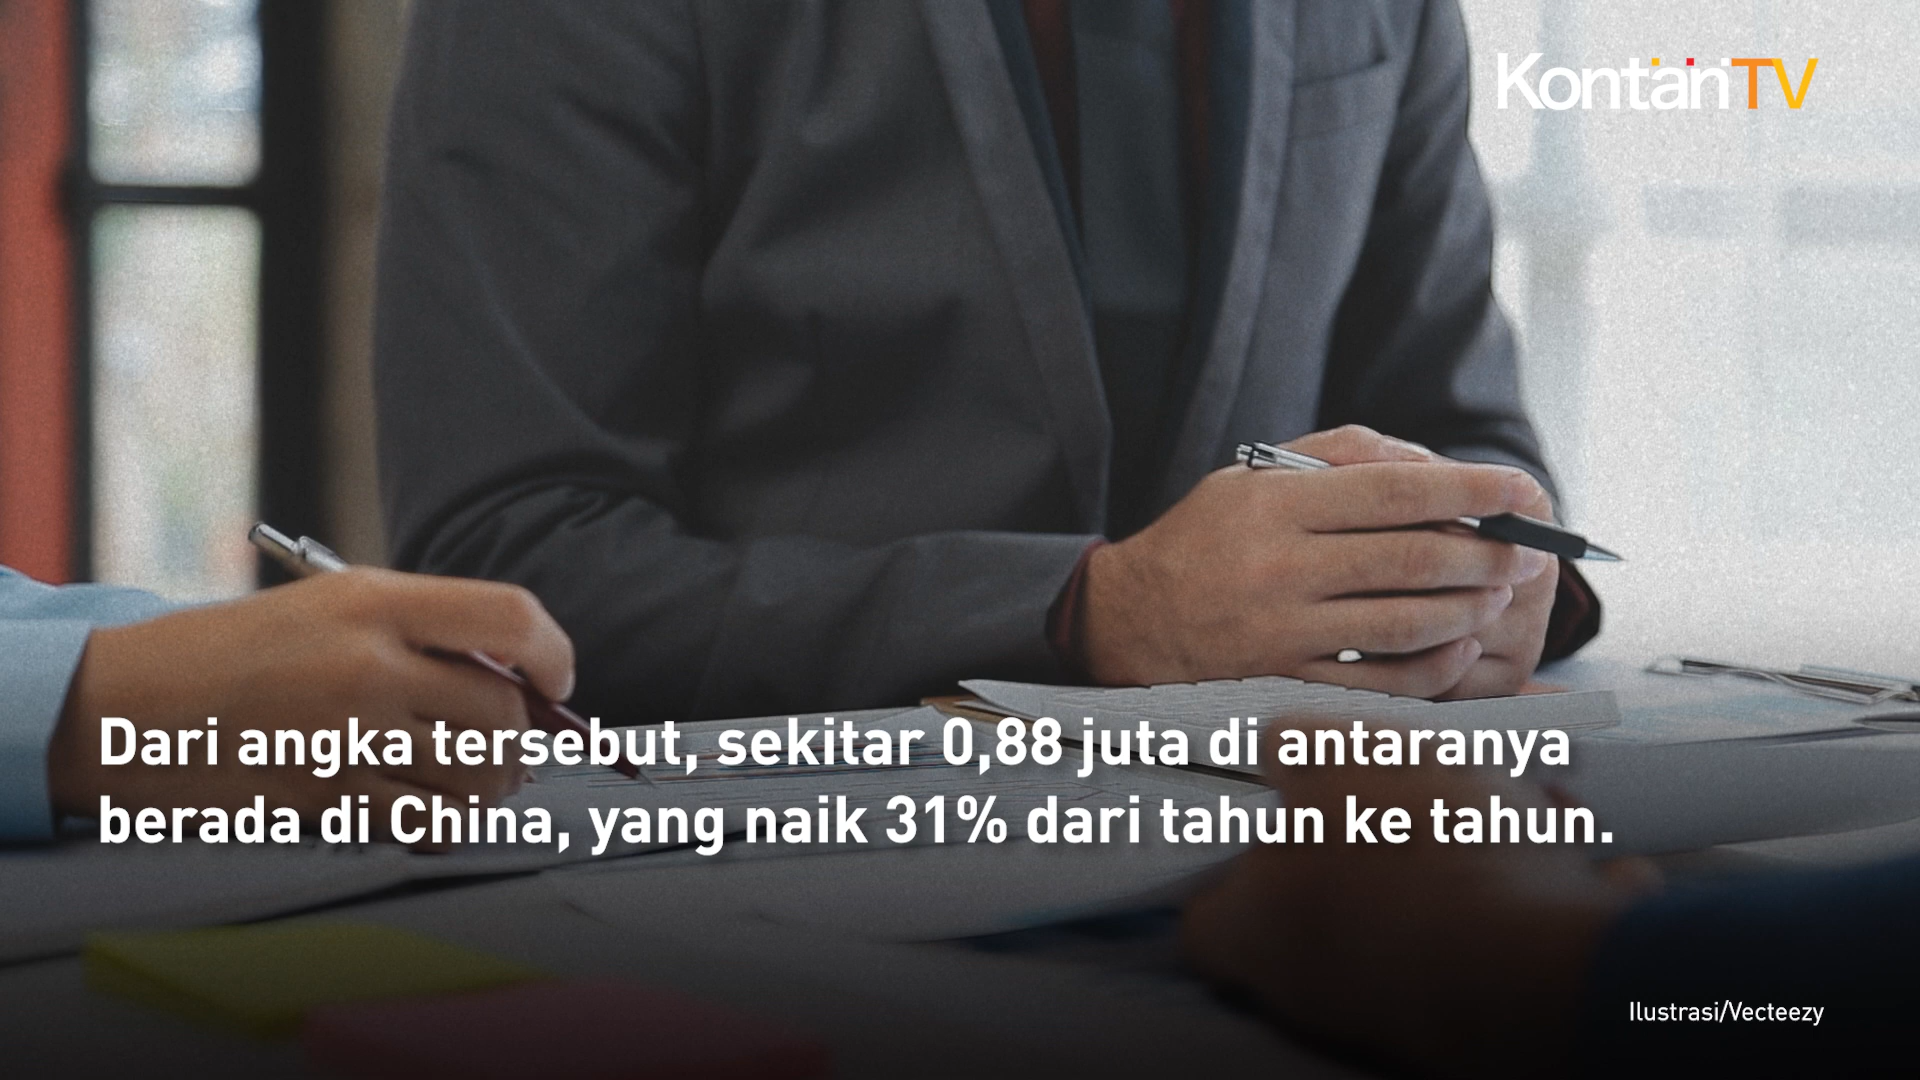 KontanTV
Dari angka tersebut, sekitar 0,88 juta di antaranya
berada di China, yang naik 31% dari tahun ke tahun.
Ilustrasi/Vecteezy